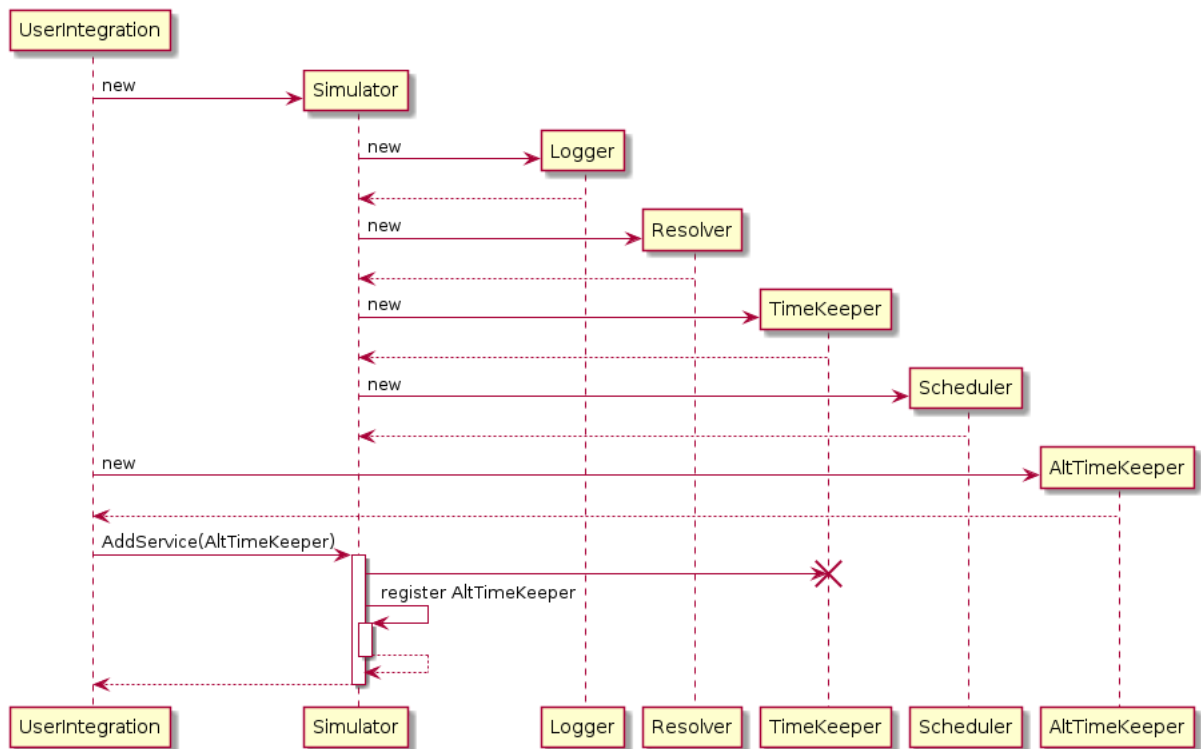 UserIntegration
new
Simulator
new
Logger
new
Resolver
new
TimeKeeper
new
Scheduler
new
AltTimeKeeper
AddService(AltTimeKeeper)
register AltTimeKeeper
UserIntegration Simulator Logger Resolver TimeKeeper Scheduler AltTimeKeeper